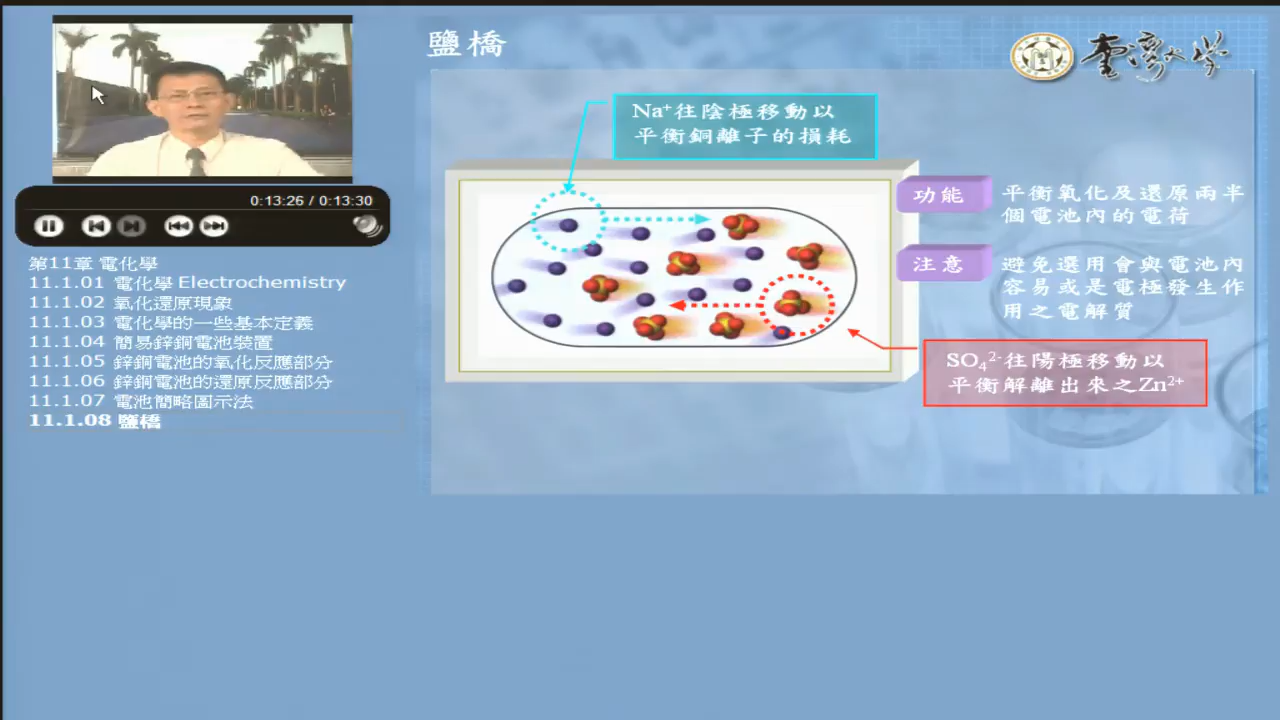 鹽橋
臺灣大學
0:13:26 / 0:13:30
第11章 電化學
11.1.01 電化學 Electrochemistry
11.1.02 氧化還原現象
11.1.03 電化學的一些基本定義
11.1.04 簡易鋅銅電池裝置
11.1.05 鋅銅電池的氧化反應部分
11.1.06 鋅銅電池的還原反應部分
11.1.07 電池簡略圖示法
11.1.08 鹽橋
Na⁺往陰極移動以
平衡銅離子的損耗
功能
平衡氧化及還原兩半
個電池內的電荷
注意
避免選用會與電池內
容易或是電極發生作
用之電解質
SO₄²⁻往陽極移動以
平衡解離出來之Zn²⁺